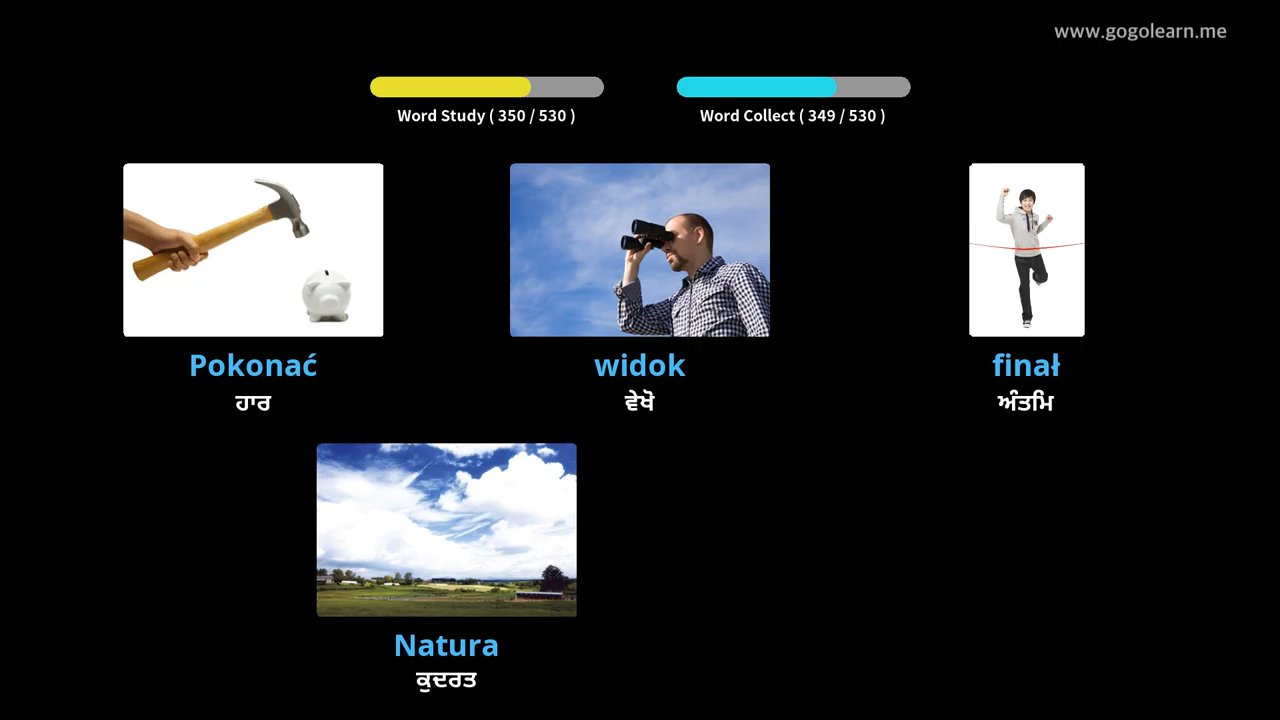 www.gogolearn.me
Word Study ( 350 / 530 )
Word Collect ( 349 / 530 )
Pokonać
ਹਾਰ
widok
ਵੇਖੋ
finał
ਅੰਤਮਿ
Natura
ਕੁਦਰਤ